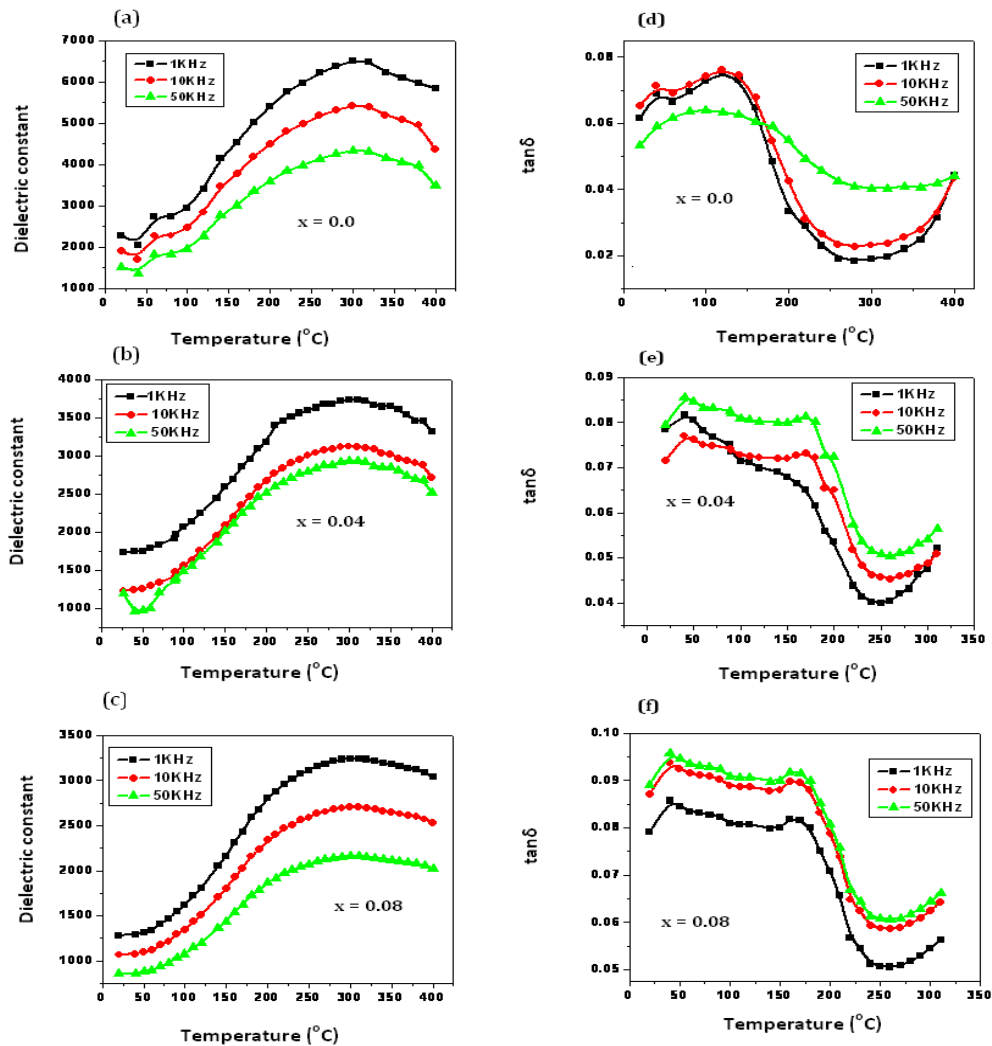 (a)
7000
6000
5000
4000
3000
2000
1000
Dielectric constant
1KHz
10KHz
50KHz
x = 0.0
0 50 100 150 200 250 300 350 400
Temperature (°C)
(d)
0.08
0.06
0.04
0.02
tanδ
1KHz
10KHz
50KHz
x = 0.0
0 100 200 300 400
Temperature (°C)
(b)
4000
3500
3000
2500
2000
1500
1000
Dielectric constant
1KHz
10KHz
50KHz
x = 0.04
0 50 100 150 200 250 300 350 400
Temperature (°C)
(e)
0.09
0.08
0.07
0.06
0.05
0.04
tanδ
1KHz
10KHz
50KHz
x = 0.04
0 50 100 150 200 250 300 350
Temperature (°C)
(c)
3500
3000
2500
2000
1500
1000
Dielectric constant
1KHz
10KHz
50KHz
x = 0.08
0 50 100 150 200 250 300 350 400
Temperature (°C)
(f)
0.10
0.09
0.08
0.07
0.06
0.05
tanδ
1KHz
10KHz
50KHz
x = 0.08
0 50 100 150 200 250 300 350
Temperature (°C)